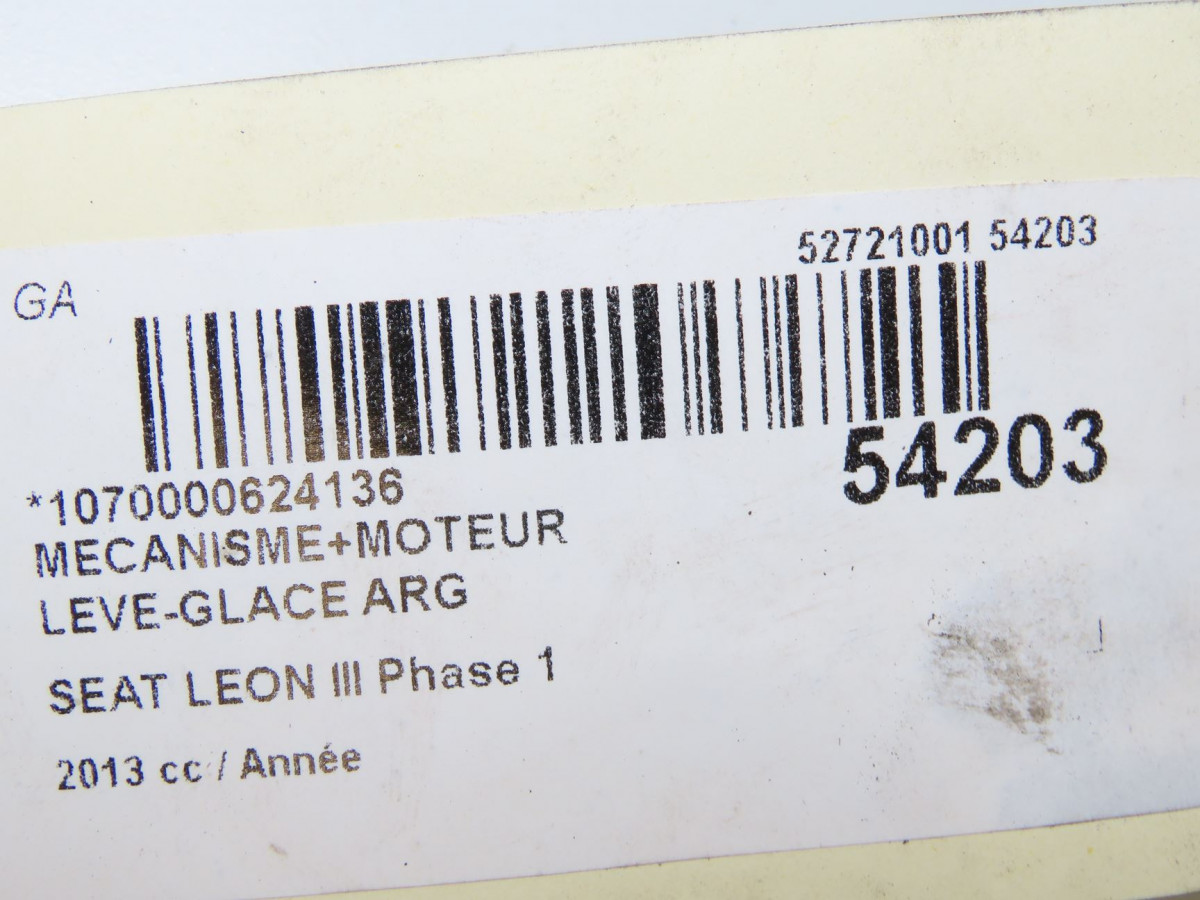 52721001 54203
GA
54203
*1070000624136
MECANISME+MOTEUR
LEVE-GLACE ARG
SEAT LEON III Phase 1
2013 cc / Année